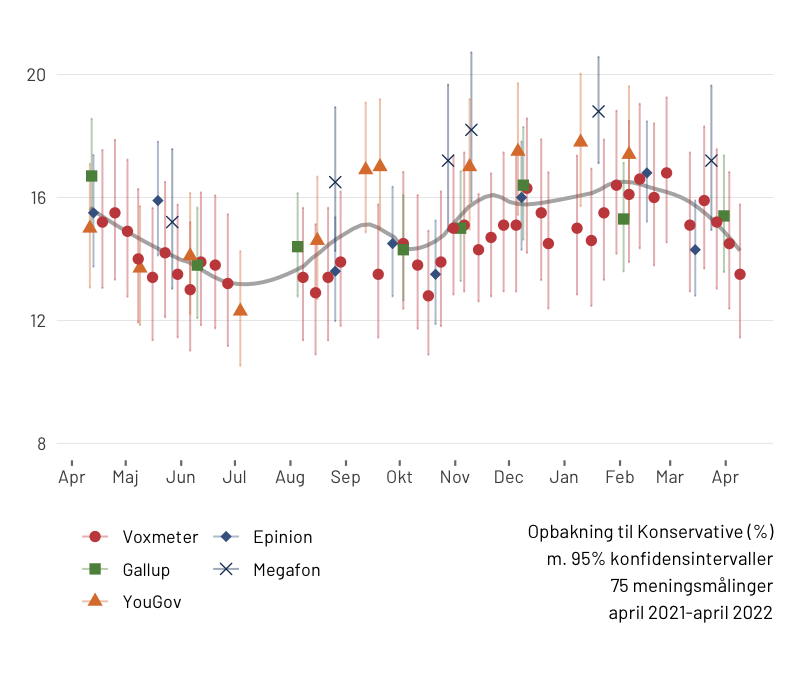 20
16
12
8
Apr Maj Jun Jul Aug Sep Okt Nov Dec Jan Feb Mar Apr
Voxmeter Epinion
Gallup Megafon
YouGov
Opbakning til Konservative (%)
m. 95% konfidensintervaller
75 meningsmålinger
april 2021-april 2022